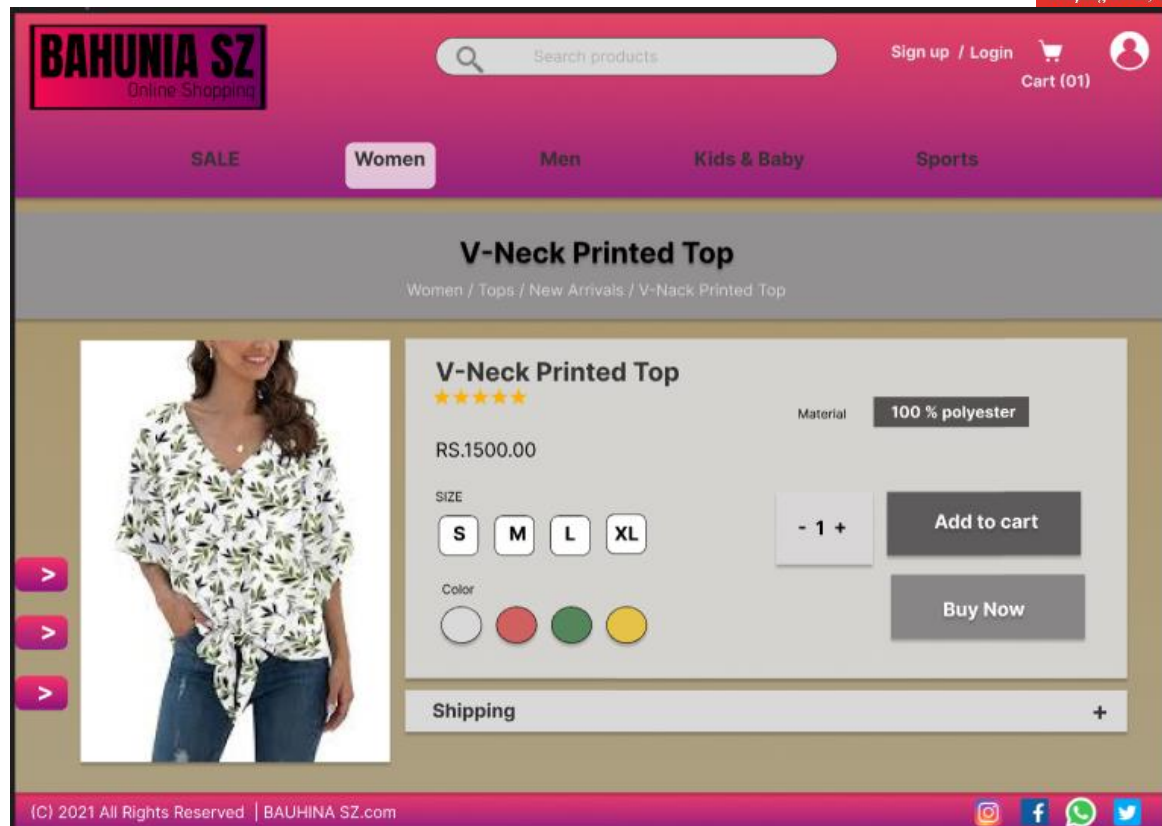 BAHUNIA SZ
Online Shopping
Search products
Sign up / Login
Cart (01)
SALE Women Men Kids & Baby Sports
V-Neck Printed Top
Women / Tops / New Arrivals / V-Nack Printed Top
V-Neck Printed Top
Material 100 % polyester
RS.1500.00
SIZE
S M L XL
- 1 + Add to cart
Color
Buy Now
>
>
>
Shipping +
(C) 2021 All Rights Reserved | BAUHINA SZ.com